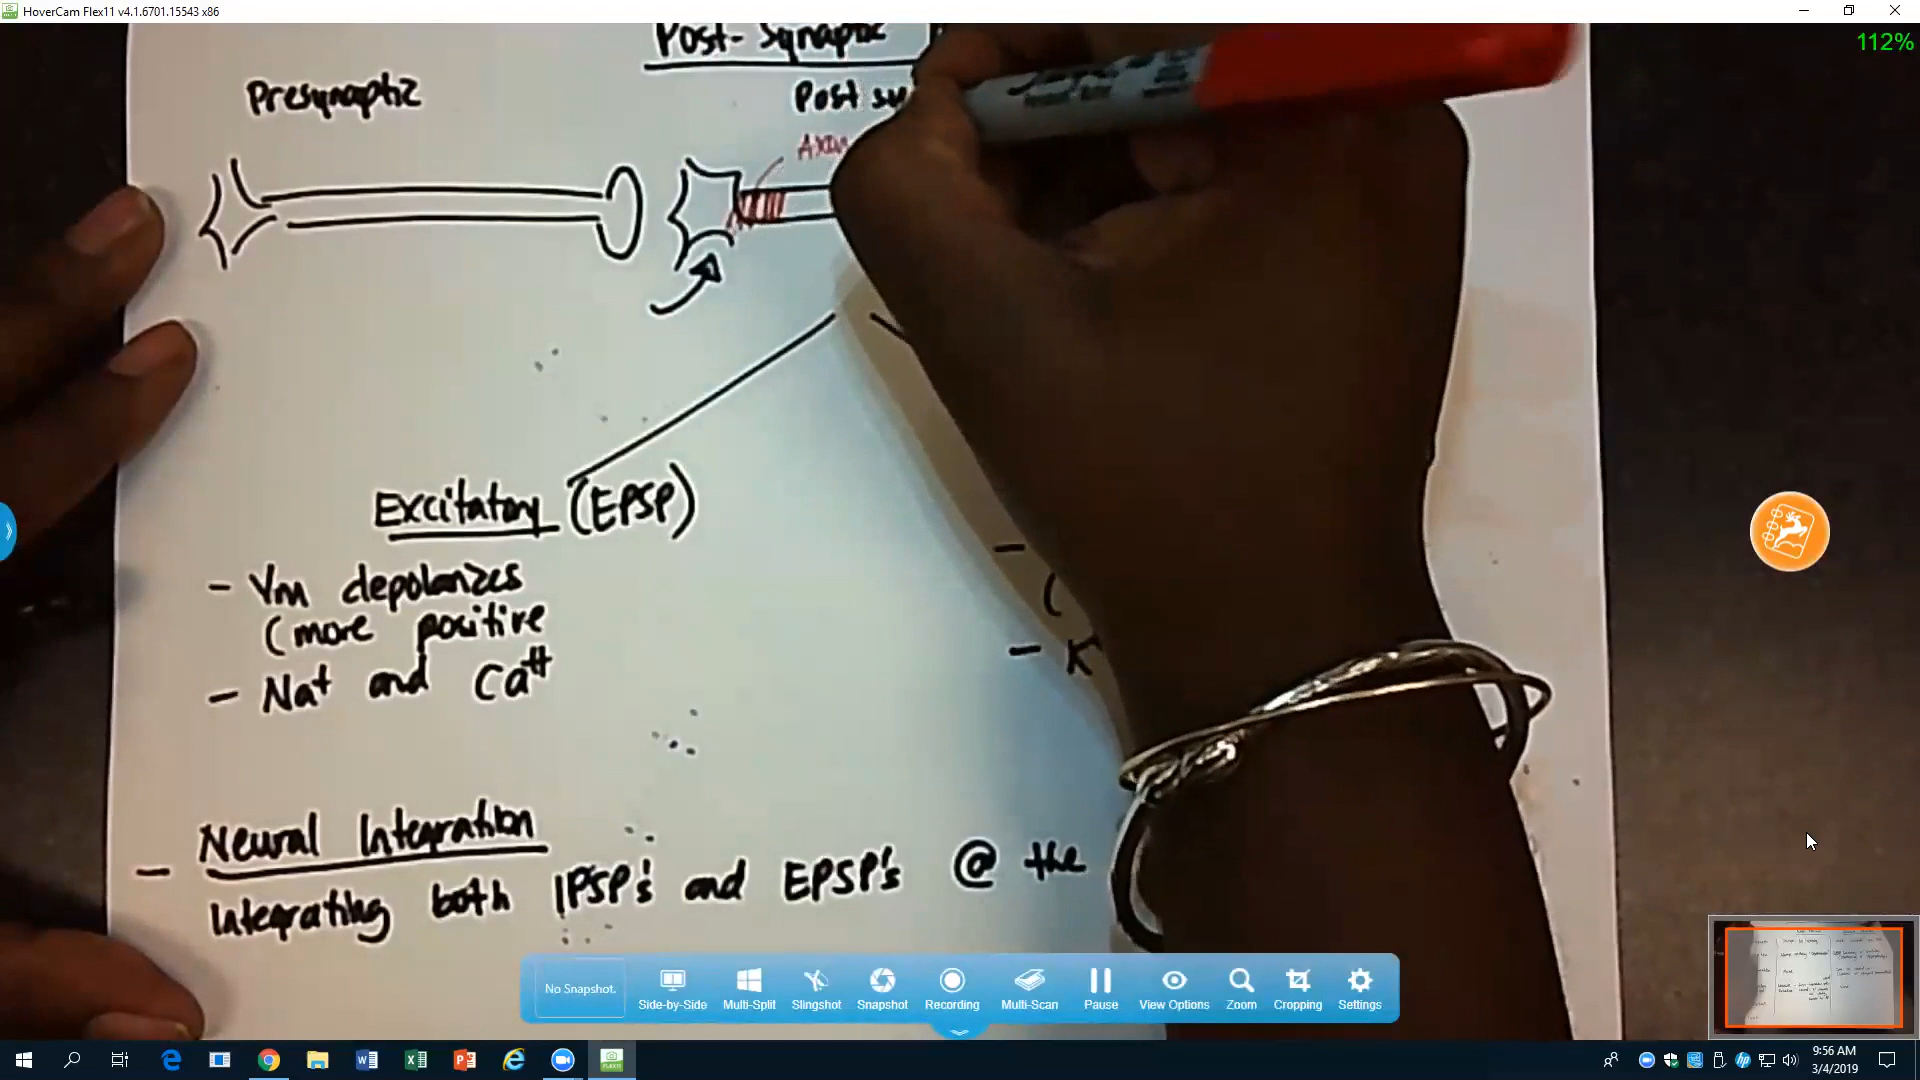 HoverCam Flex11 v4.1.6701.15543 x86
112%
Post-Synaptic
Presynaptic
Post
Excitatory (EPSP)
- Vm depolarizes
(more positive
- Na+ and Ca++
-
(
- K
Neural Integration
- Integrating both IPSP's and EPSP's @ the
No Snapshot.
Side-by-Side
Multi-Split
Slingshot
Snapshot
Recording
Multi-Scan
Pause
View Options
Zoom
Cropping
Settings
9:56 AM
3/4/2019